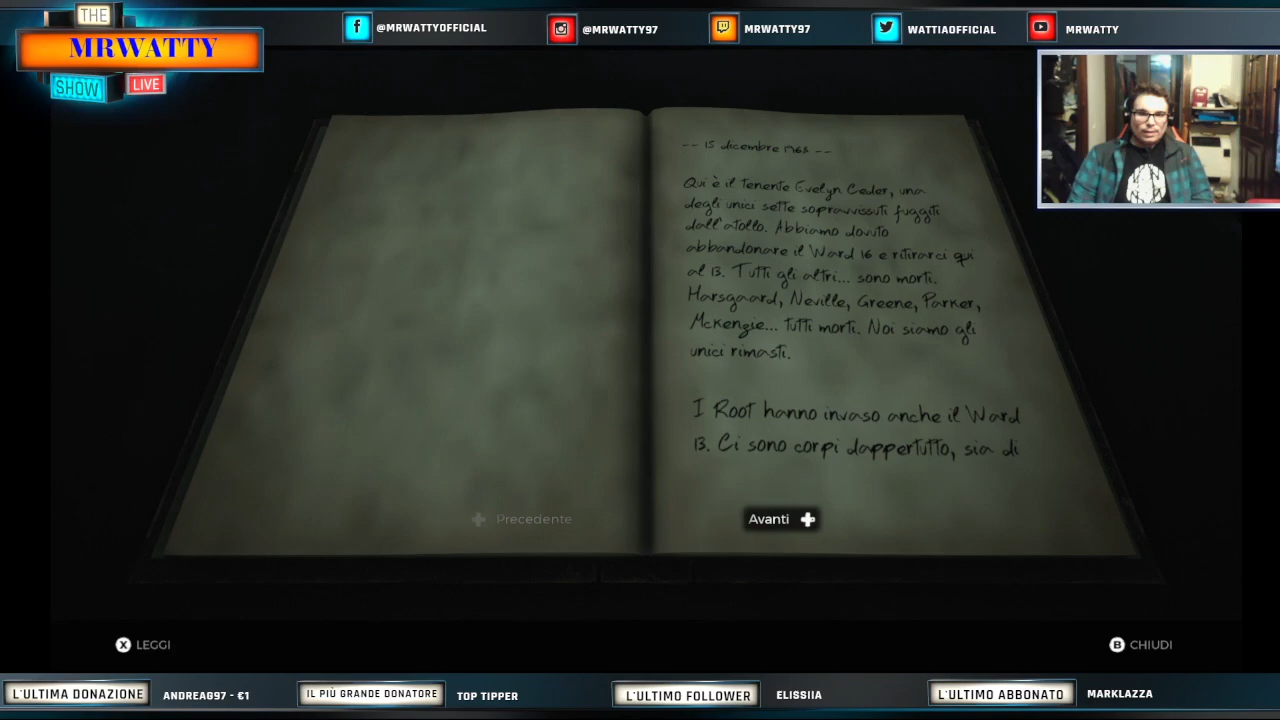 THE
MRWATTY
SHOW
LIVE
@MRWATTYOFFICIAL
@MRWATTY97
MRWATTY97
WATTIAOFFICIAL
MRWATTY
-- 15 dicembre 1968 --
Qui è il tenente Evelyn Ceder, una
degli unici sette sopravvissuti fuggiti
dall'atollo. Abbiamo dovuto
abbandonare il Ward 16 e ritirarci qui
al 13. Tutti gli altri... sono morti.
Harsgaard, Neville, Greene, Parker,
McKenzie... tutti morti. Noi siamo gli
unici rimasti.
I Root hanno invaso anche il Ward
13. Ci sono corpi dappertutto, sia di
Precedente
Avanti
X LEGGI
B CHIUDI
L'ULTIMA DONAZIONE
ANDREA97 - €1
IL PIÙ GRANDE DONATORE
TOP TIPPER
L'ULTIMO FOLLOWER
ELISSIIA
L'ULTIMO ABBONATO
MARKLAZZA